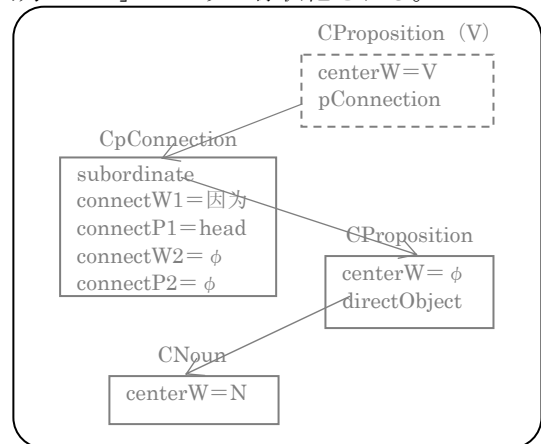 CProposition（V）
centerW＝V
pConnection
CpConnection
subordinate
connectW1＝因为
connectP1＝head
connectW2＝φ
connectP2＝φ
CProposition
centerW＝φ
directObject
CNoun
centerW＝N